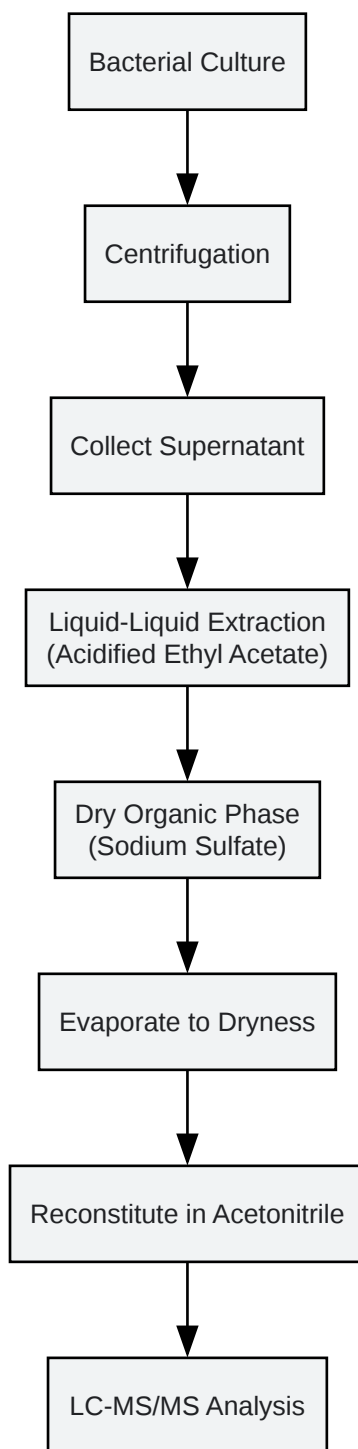 Bacterial Culture
Centrifugation
Collect Supernatant
Liquid-Liquid Extraction
(Acidified Ethyl Acetate)
Dry Organic Phase
(Sodium Sulfate)
Evaporate to Dryness
Reconstitute in Acetonitrile
LC-MS/MS Analysis